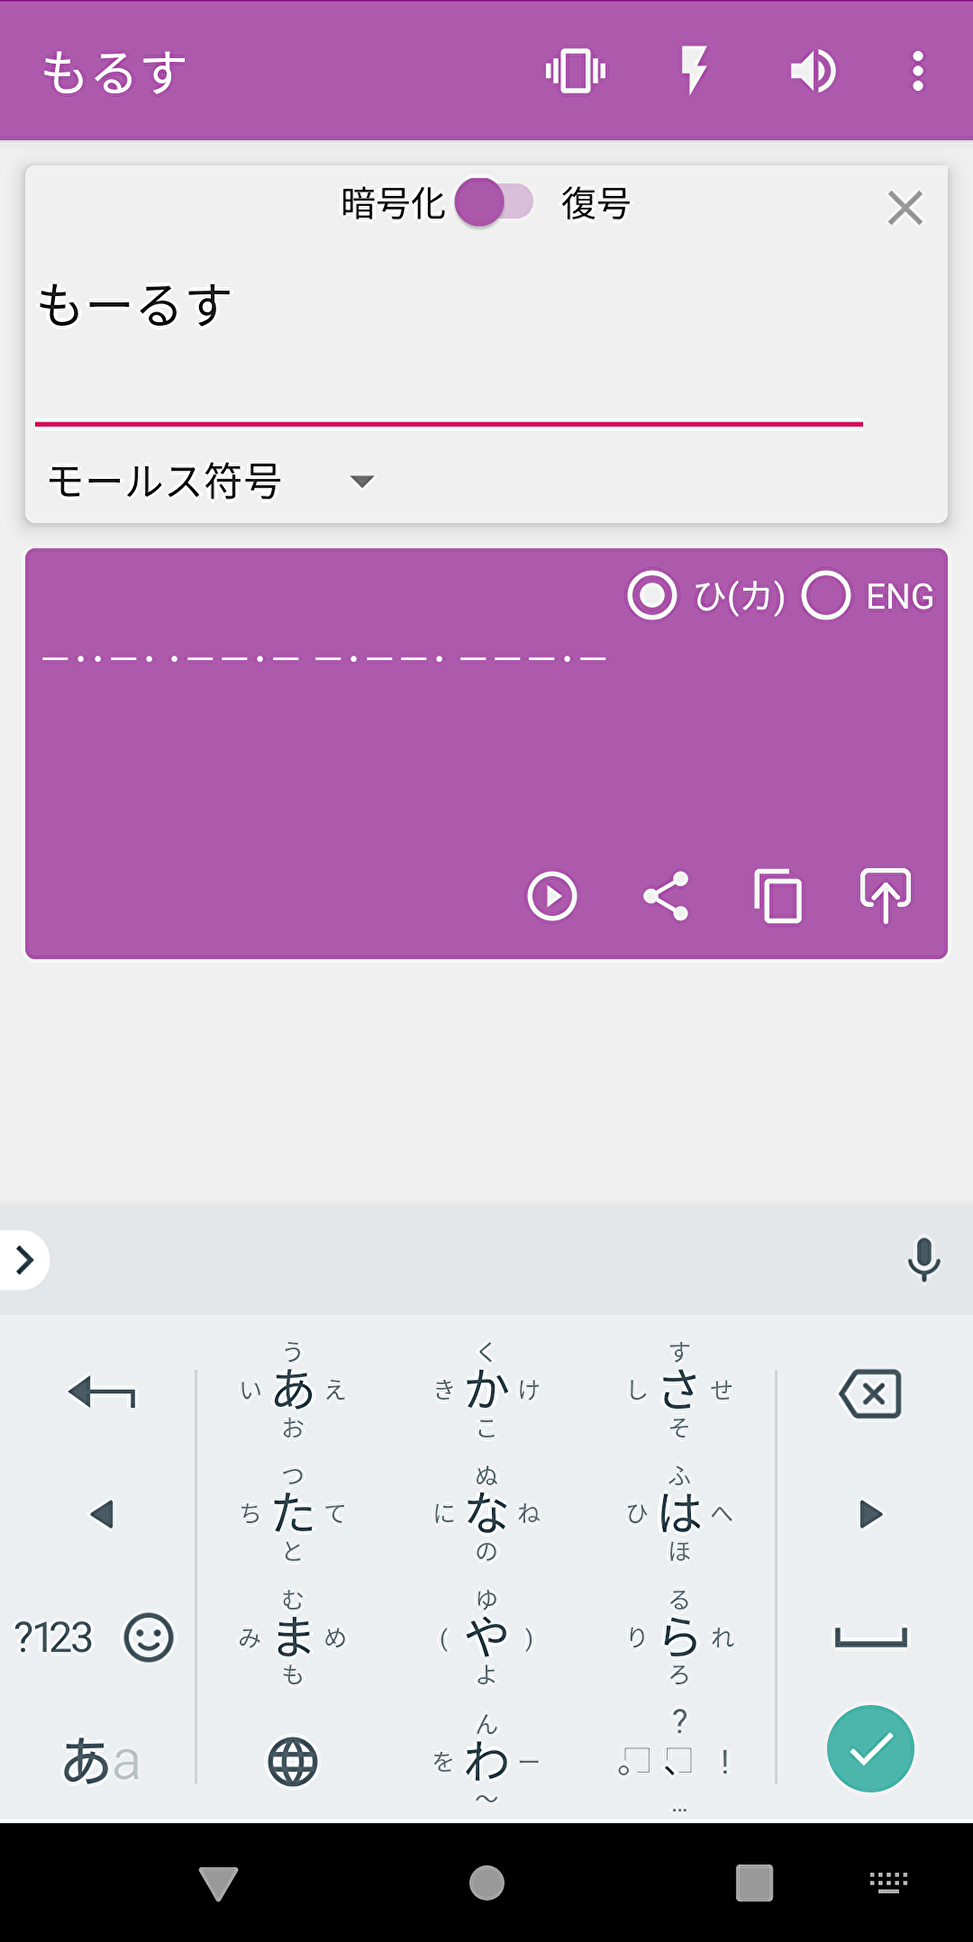 もるす
暗号化 復号
もーるす
モールス符号
ひ(カ) ENG
－・・－・ ・－－・－ －・－－・ －－－・－
う く す
い あ え き か け し さ せ
お こ そ
つ ぬ ふ
ち た て に な ね ひ は へ
と の ほ
む ゆ る
?123 み ま め ( や ) り ら れ
も よ ろ
ん ?
あa を わ ー 。 、 !
～ …